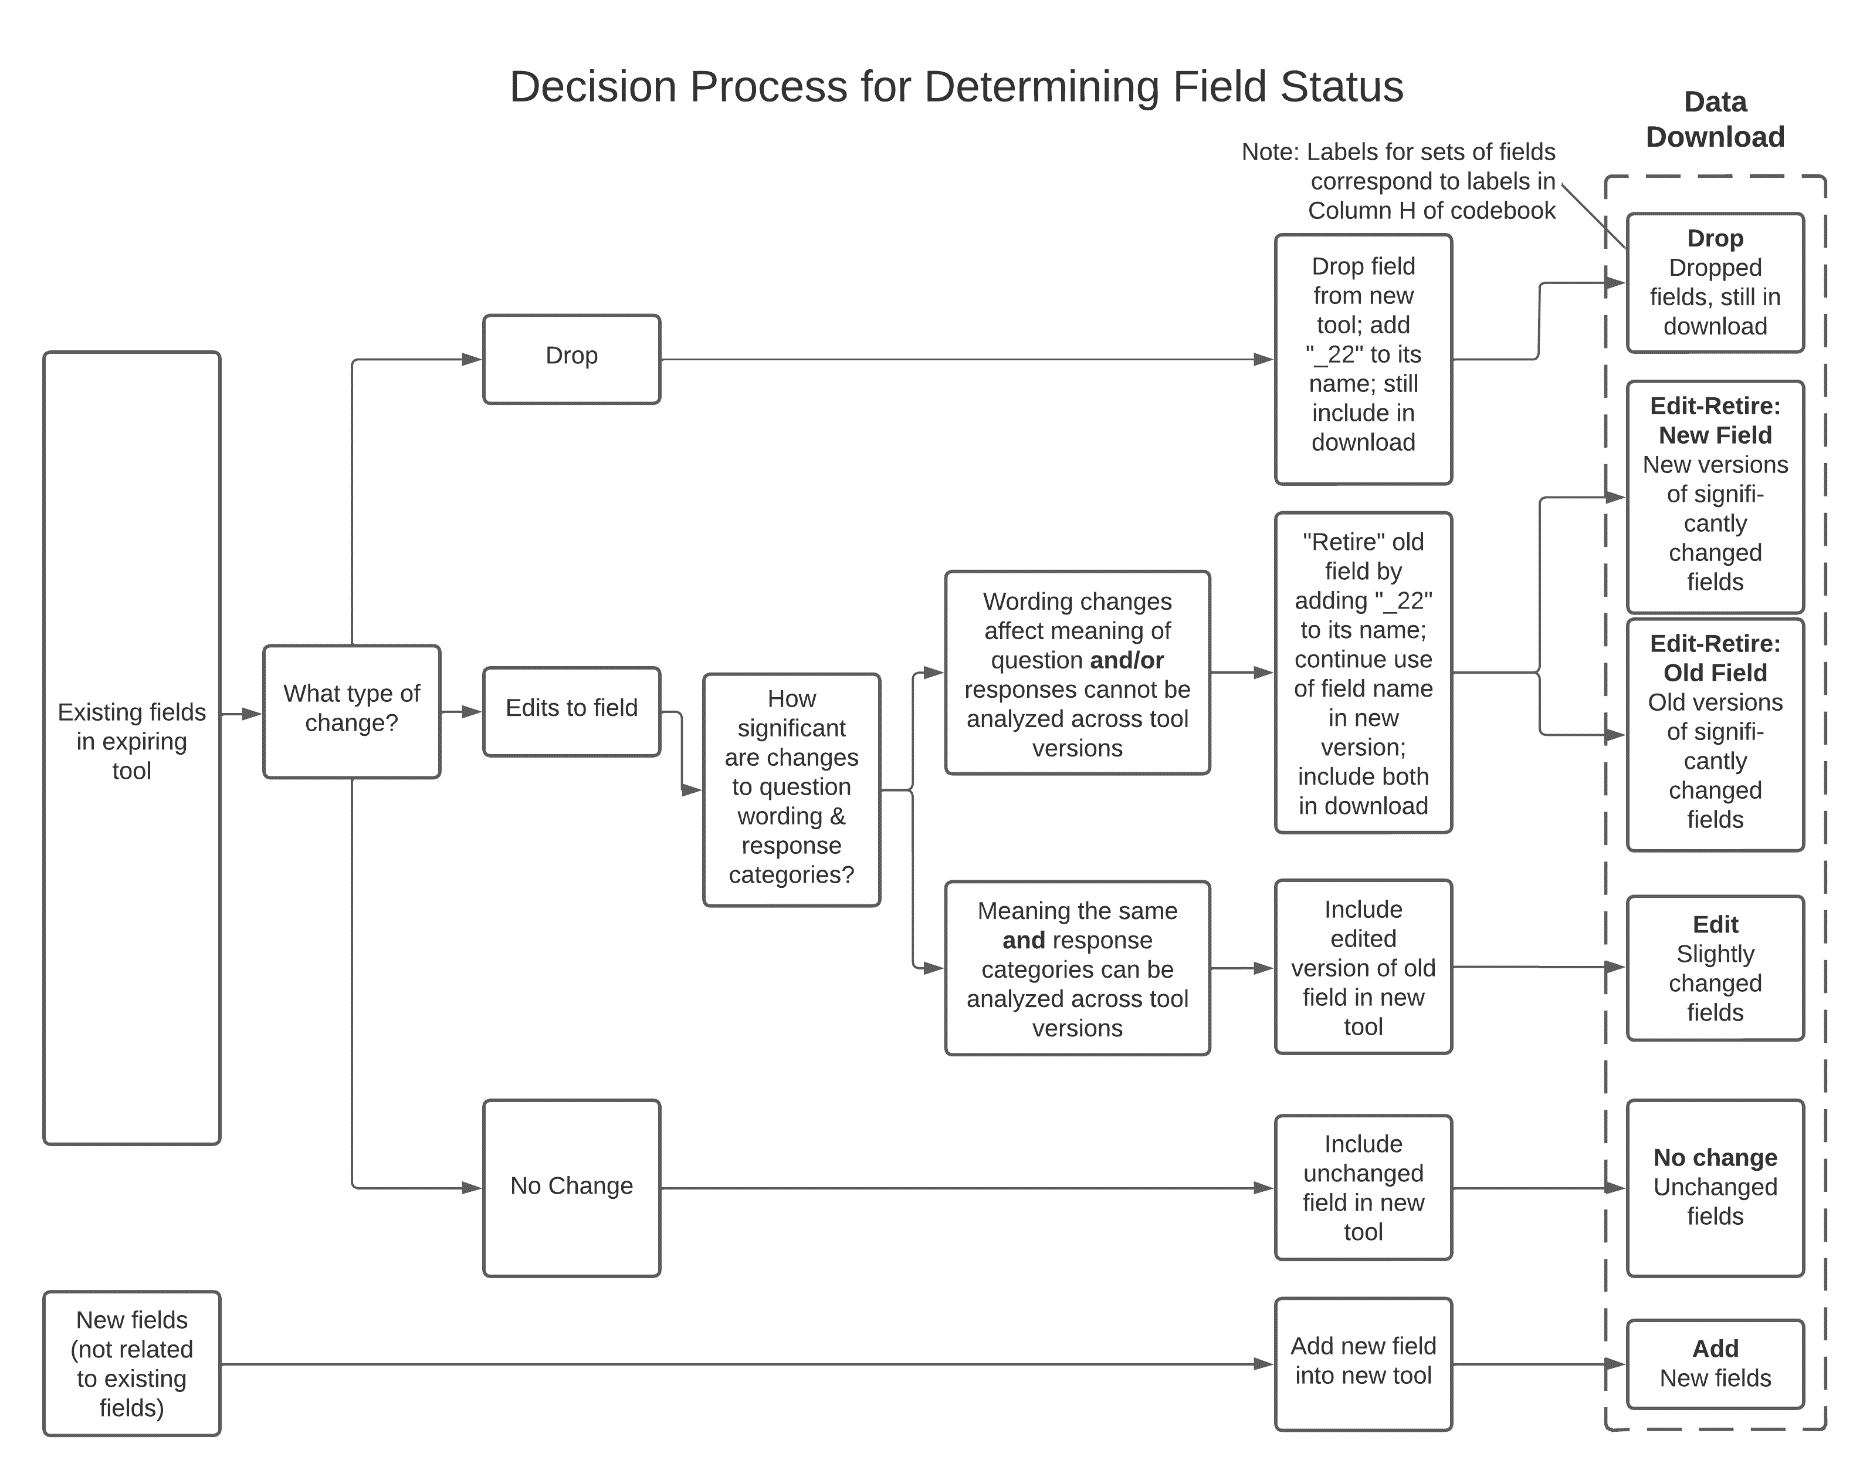 Decision Process for Determining Field Status
Data
Download
Note: Labels for sets of fields
correspond to labels in
Column H of codebook
Existing fields
in expiring
tool
What type of
change?
Drop
Drop field
from new
tool; add
"_22" to its
name; still
include in
download
Drop
Dropped
fields, still in
download
Edits to field
How
significant
are changes
to question
wording &
response
categories?
Wording changes
affect meaning of
question and/or
responses cannot be
analyzed across tool
versions
"Retire" old
field by
adding "_22"
to its name;
continue use
of field name
in new
version;
include both
in download
Edit-Retire:
New Field
New versions
of signifi-
cantly
changed
fields
Edit-Retire:
Old Field
Old versions
of signifi-
cantly
changed
fields
Meaning the same
and response
categories can be
analyzed across tool
versions
Include
edited
version of old
field in new
tool
Edit
Slightly
changed
fields
No Change
Include
unchanged
field in new
tool
No change
Unchanged
fields
New fields
(not related
to existing
fields)
Add new field
into new tool
Add
New fields